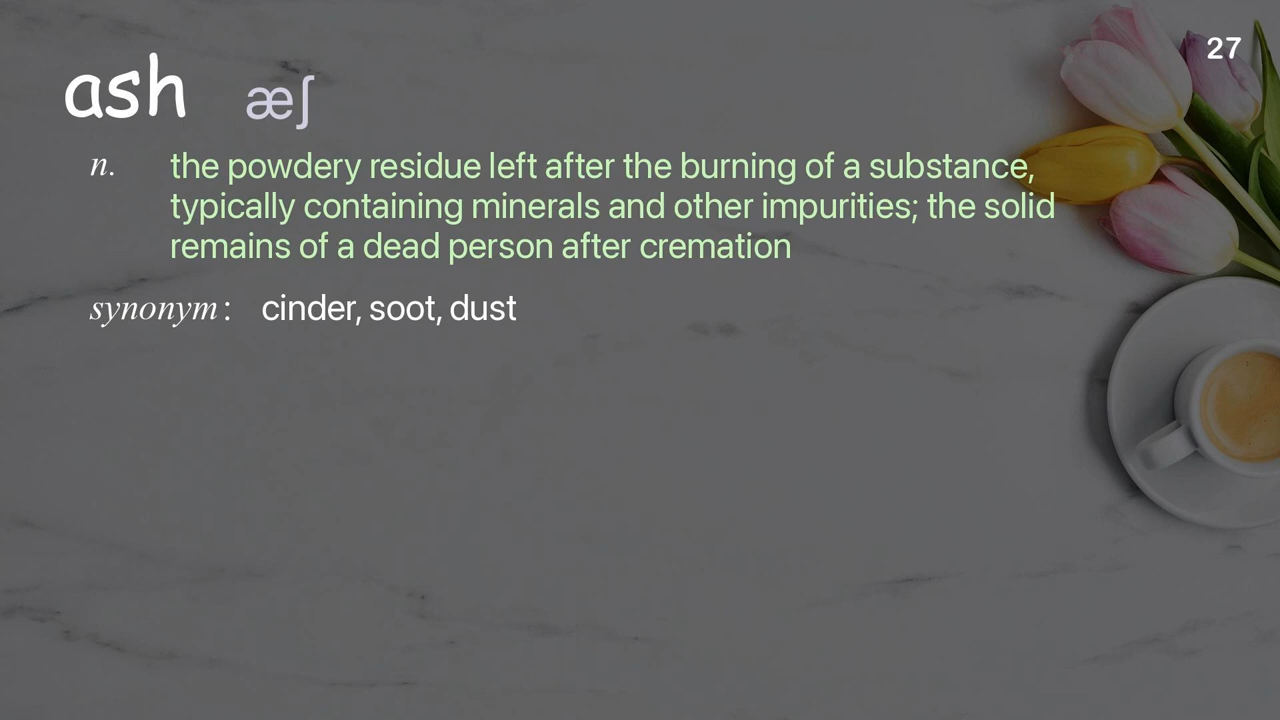 27
ash æʃ
n. the powdery residue left after the burning of a substance,
typically containing minerals and other impurities; the solid
remains of a dead person after cremation
synonym: cinder, soot, dust